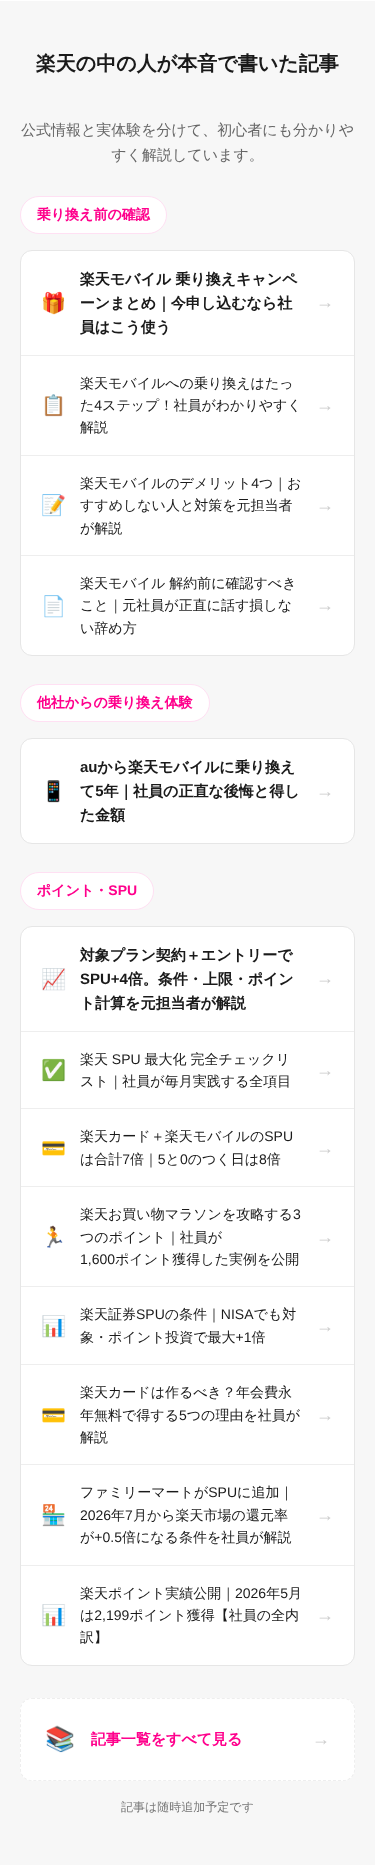 楽天の中の人が本音で書いた記事
公式情報と実体験を分けて、初心者にも分かりや
すく解説しています。
乗り換え前の確認
楽天モバイル 乗り換えキャンペ
ーンまとめ｜今申し込むなら社
員はこう使う
→
楽天モバイルへの乗り換えはたっ
た4ステップ！社員がわかりやすく
解説
→
楽天モバイルのデメリット4つ｜お
すすめしない人と対策を元担当者
が解説
→
楽天モバイル 解約前に確認すべき
こと｜元社員が正直に話す損しな
い辞め方
→
他社からの乗り換え体験
auから楽天モバイルに乗り換え
て5年｜社員の正直な後悔と得し
た金額
→
ポイント・SPU
対象プラン契約＋エントリーで
SPU+4倍。条件・上限・ポイン
ト計算を元担当者が解説
→
楽天 SPU 最大化 完全チェックリ
スト｜社員が毎月実践する全項目
→
楽天カード＋楽天モバイルのSPU
は合計7倍｜5と0のつく日は8倍
→
楽天お買い物マラソンを攻略する3
つのポイント｜社員が
1,600ポイント獲得した実例を公開
→
楽天証券SPUの条件｜NISAでも対
象・ポイント投資で最大+1倍
→
楽天カードは作るべき？年会費永
年無料で得する5つの理由を社員が
解説
→
ファミリーマートがSPUに追加｜
2026年7月から楽天市場の還元率
が+0.5倍になる条件を社員が解説
→
楽天ポイント実績公開｜2026年5月
は2,199ポイント獲得【社員の全内
訳】
→
記事一覧をすべて見る
→
記事は随時追加予定です